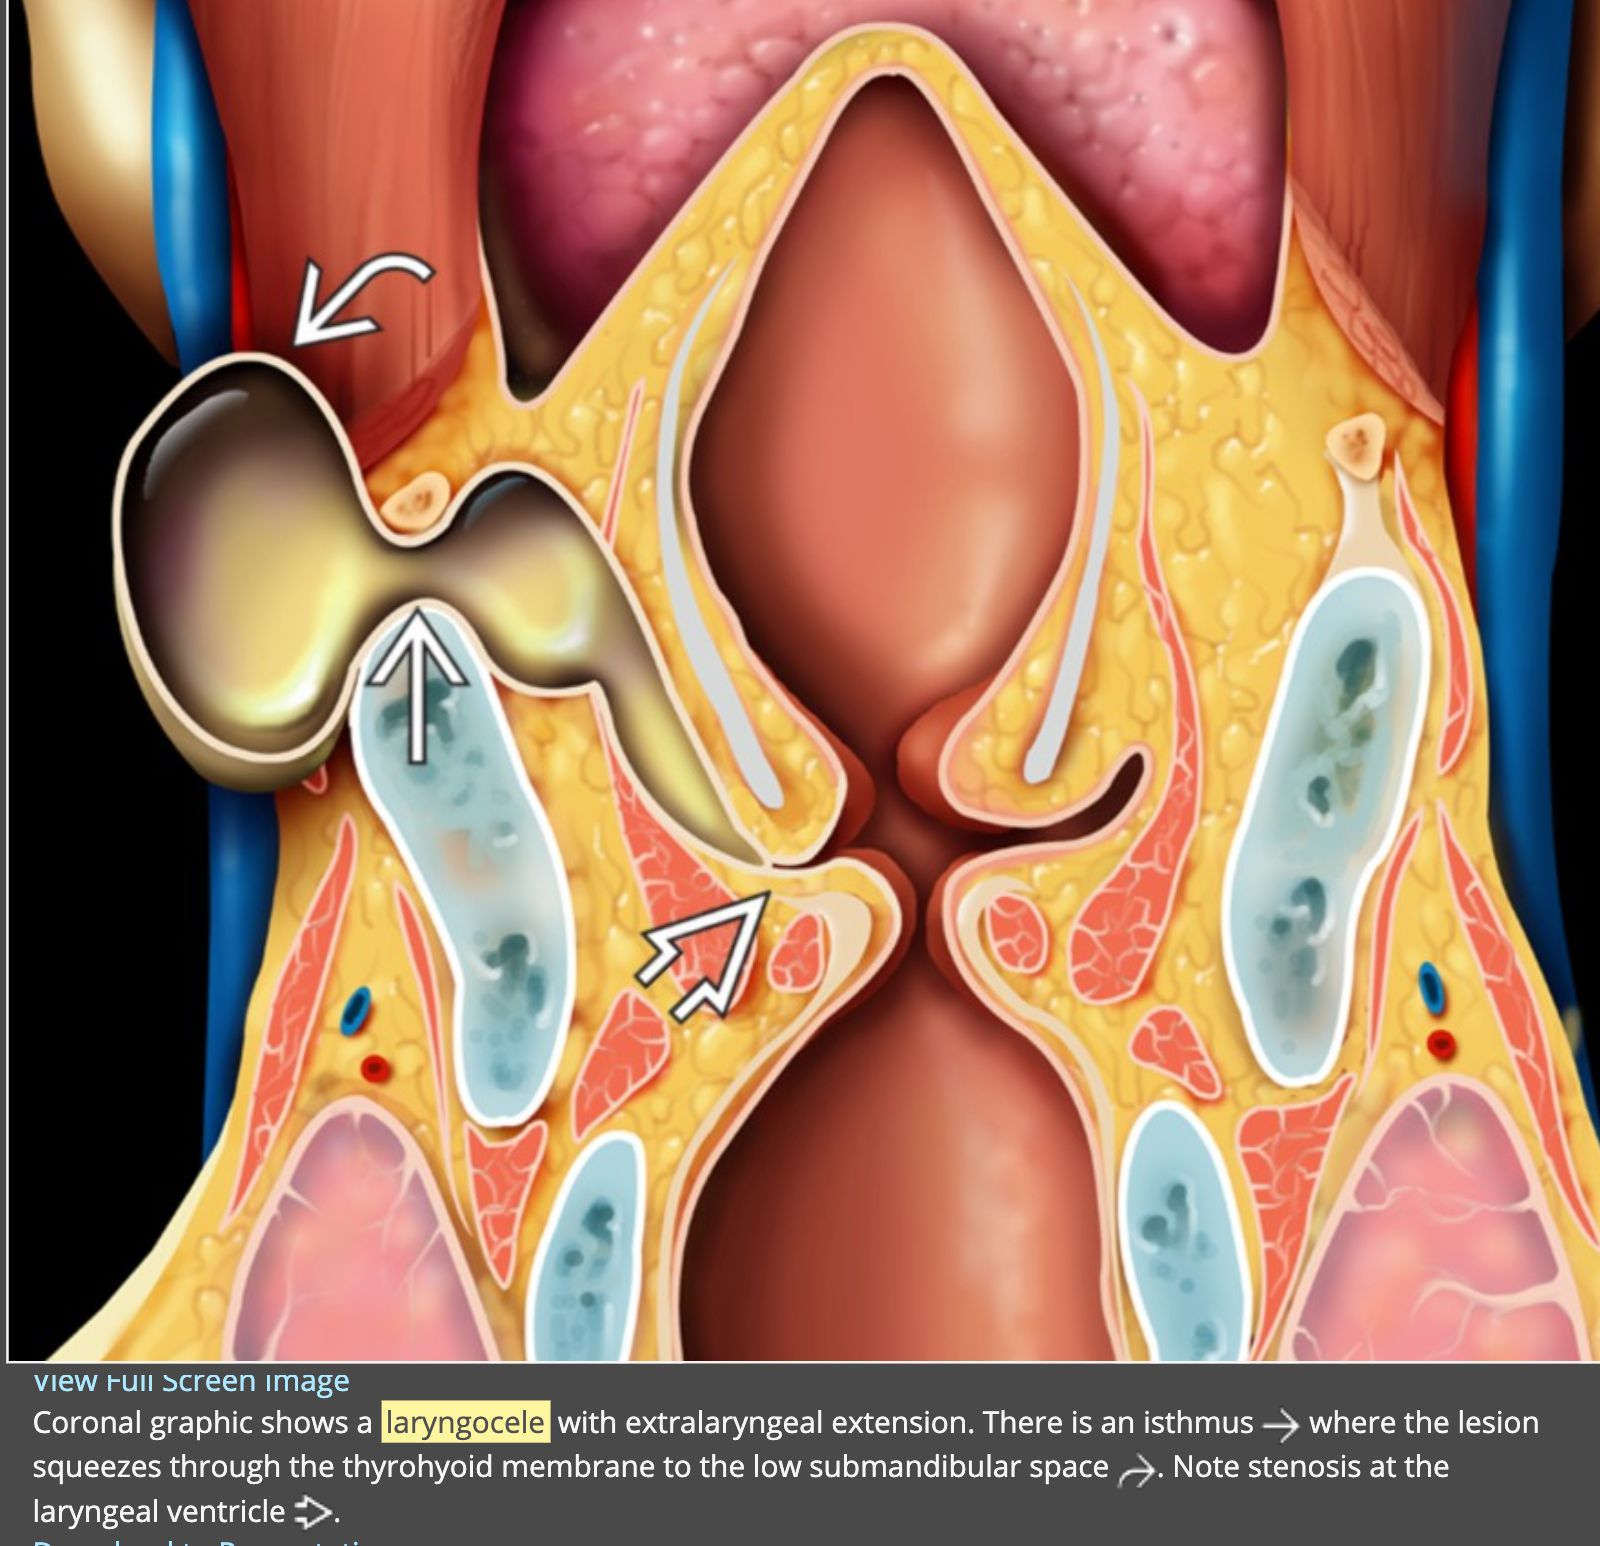 View Full Screen Image
Coronal graphic shows a laryngocele with extralaryngeal extension. There is an isthmus → where the lesion
squeezes through the thyrohyoid membrane to the low submandibular space. Note stenosis at the
laryngeal ventricle.